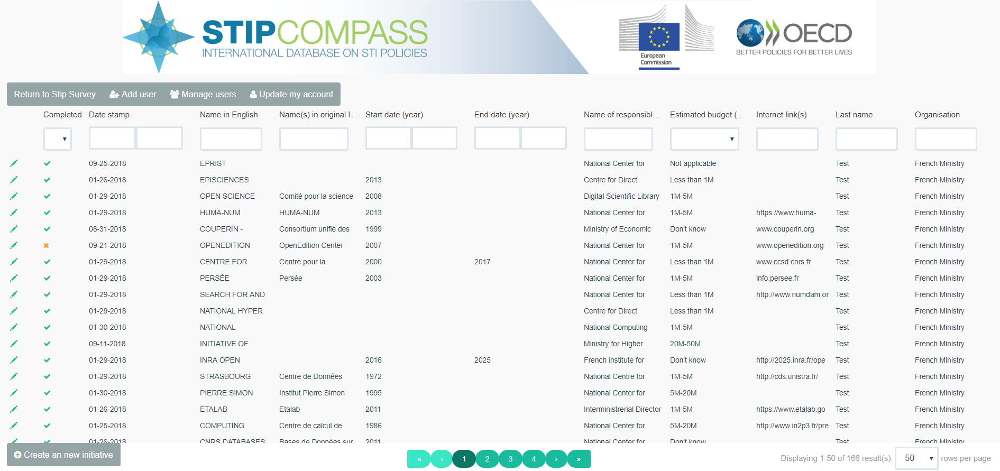 STIPCOMPASS
INTERNATIONAL DATABASE ON STI POLICIES
European
Commission
OECD
BETTER POLICIES FOR BETTER LIVES
Return to Stip Survey Add user Manage users Update my account
Completed Date stamp Name in English Name(s) in original l... Start date (year) End date (year) Name of responsibl... Estimated budget (... Internet link(s) Last name Organisation
09-25-2018 EPRIST National Center for Not applicable Test French Ministry
01-26-2018 EPISCIENCES 2013 Centre for Direct Less than 1M Test French Ministry
01-29-2018 OPEN SCIENCE Comité pour la science 2008 Digital Scientific Library 1M-5M Test French Ministry
01-29-2018 HUMA-NUM HUMA-NUM 2013 National Center for 1M-5M https://www.huma- Test French Ministry
08-31-2018 COUPERIN - Consortium unifié des 1999 Ministry of Economic Don't know www.couperin.org Test French Ministry
09-21-2018 OPENEDITION OpenEdition Center 2007 National Center for 1M-5M www.openedition.org Test French Ministry
01-29-2018 CENTRE FOR Centre pour la 2000 2017 National Center for Less than 1M www.ccsd.cnrs.fr Test French Ministry
01-29-2018 PERSÉE Persée 2003 National Center for 1M-5M info.persee.fr Test French Ministry
01-29-2018 SEARCH FOR AND National Center for Less than 1M http://www.numdam.or Test French Ministry
01-29-2018 NATIONAL HYPER Centre for Direct Less than 1M Test French Ministry
01-30-2018 NATIONAL National Computing 1M-5M Test French Ministry
09-11-2018 INITIATIVE OF Ministry for Higher 20M-50M Test French Ministry
01-29-2018 INRA OPEN 2016 2025 French institute for Don't know http://2025.inra.fr/ope Test French Ministry
01-29-2018 STRASBOURG Centre de Données 1972 National Centre for 1M-5M http://cds.unistra.fr/ Test French Ministry
01-30-2018 PIERRE SIMON Institut Pierre Simon 1995 National Center for 5M-20M Test French Ministry
01-26-2018 ETALAB Etalab 2011 Interministrerial Director 1M-5M https://www.etalab.go Test French Ministry
01-25-2018 COMPUTING Centre de calcul de 1986 National Center for 5M-20M http://www.in2p3.fr/pre Test French Ministry
01-26-2018 CNRS DATABASES Bases de Données sur 2011 National Center for Don't know Test French Ministry
Create an new initiative « ‹ 1 2 3 4 › » Displaying 1-50 of 166 result(s). 50 rows per page